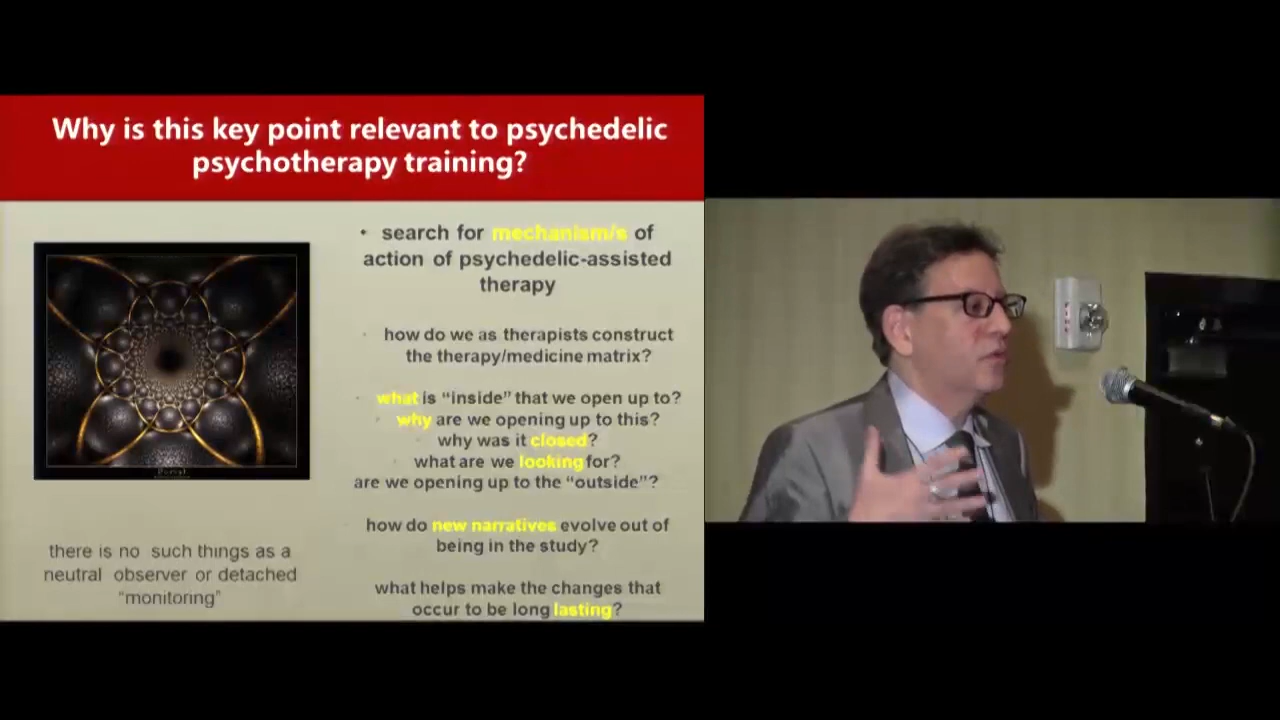 Why is this key point relevant to psychedelic
psychotherapy training?
• search for mechanism/s of
action of psychedelic-assisted
therapy
how do we as therapists construct
the therapy/medicine matrix?
what is “inside” that we open up to?
why are we opening up to this?
why was it closed?
what are we looking for?
are we opening up to the “outside”?
how do new narratives evolve out of
being in the study?
what helps make the changes that
occur to be long lasting?
there is no such things as a
neutral observer or detached
“monitoring”